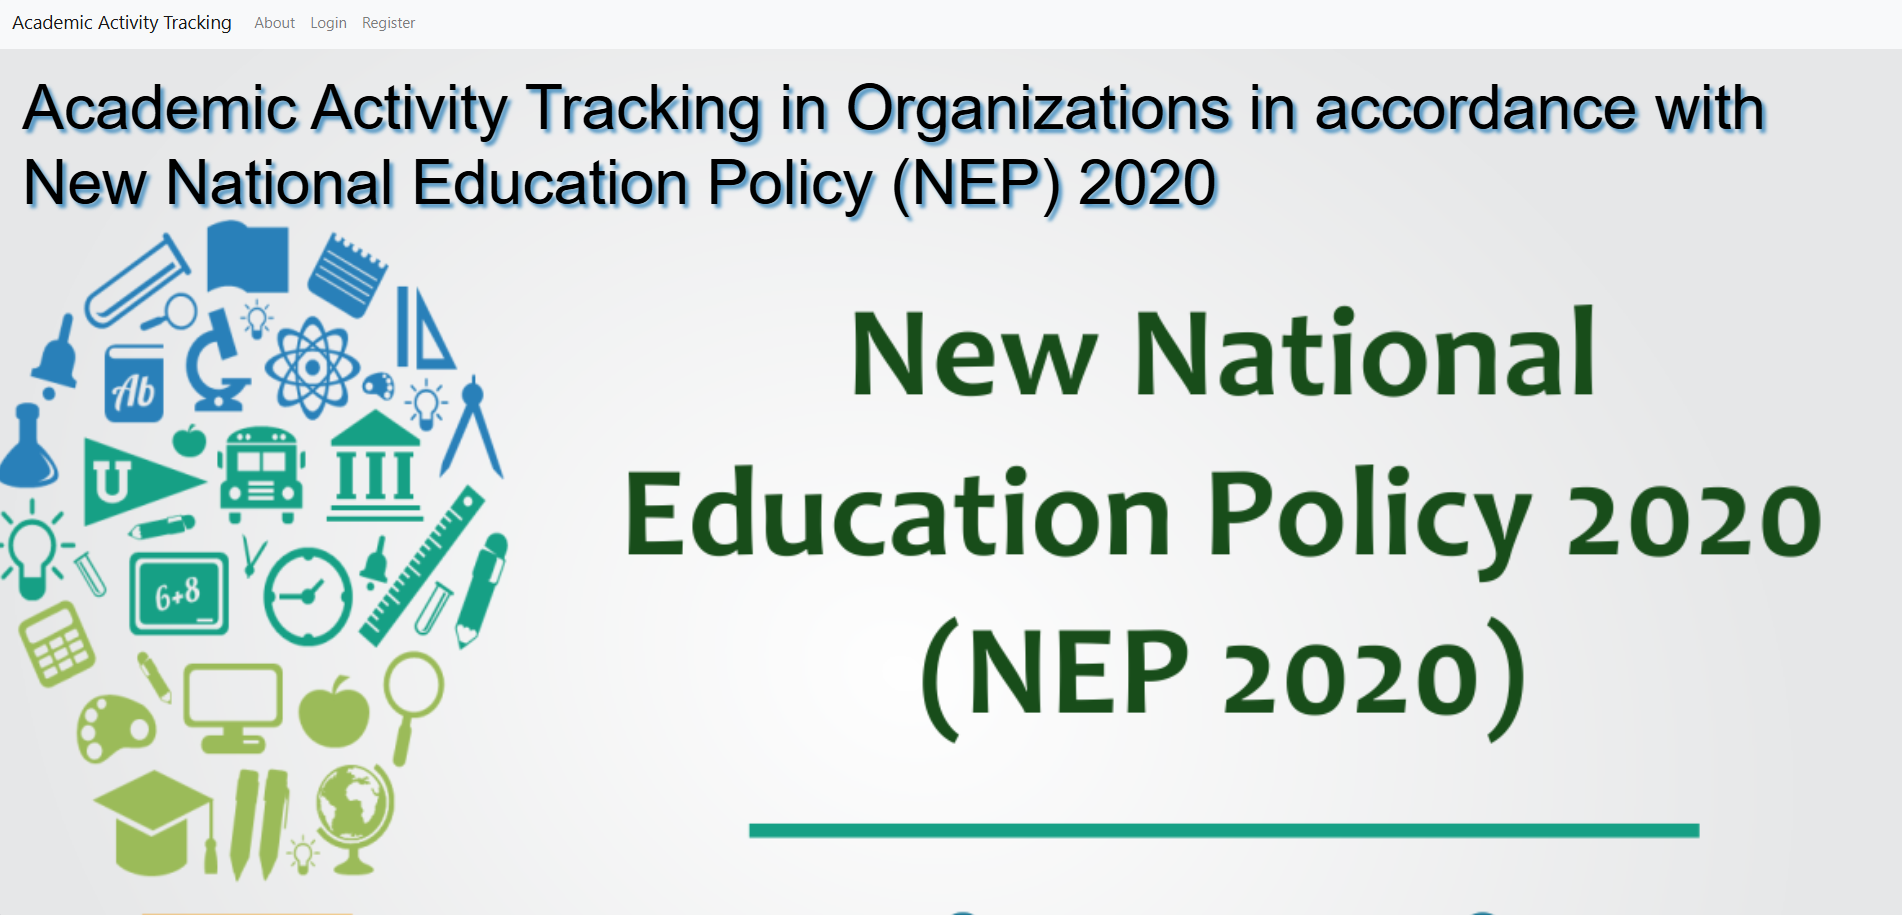 Academic Activity Tracking About Login Register
Academic Activity Tracking in Organizations in accordance with
New National Education Policy (NEP) 2020
Ab
U
6+8
New National
Education Policy 2020
(NEP 2020)